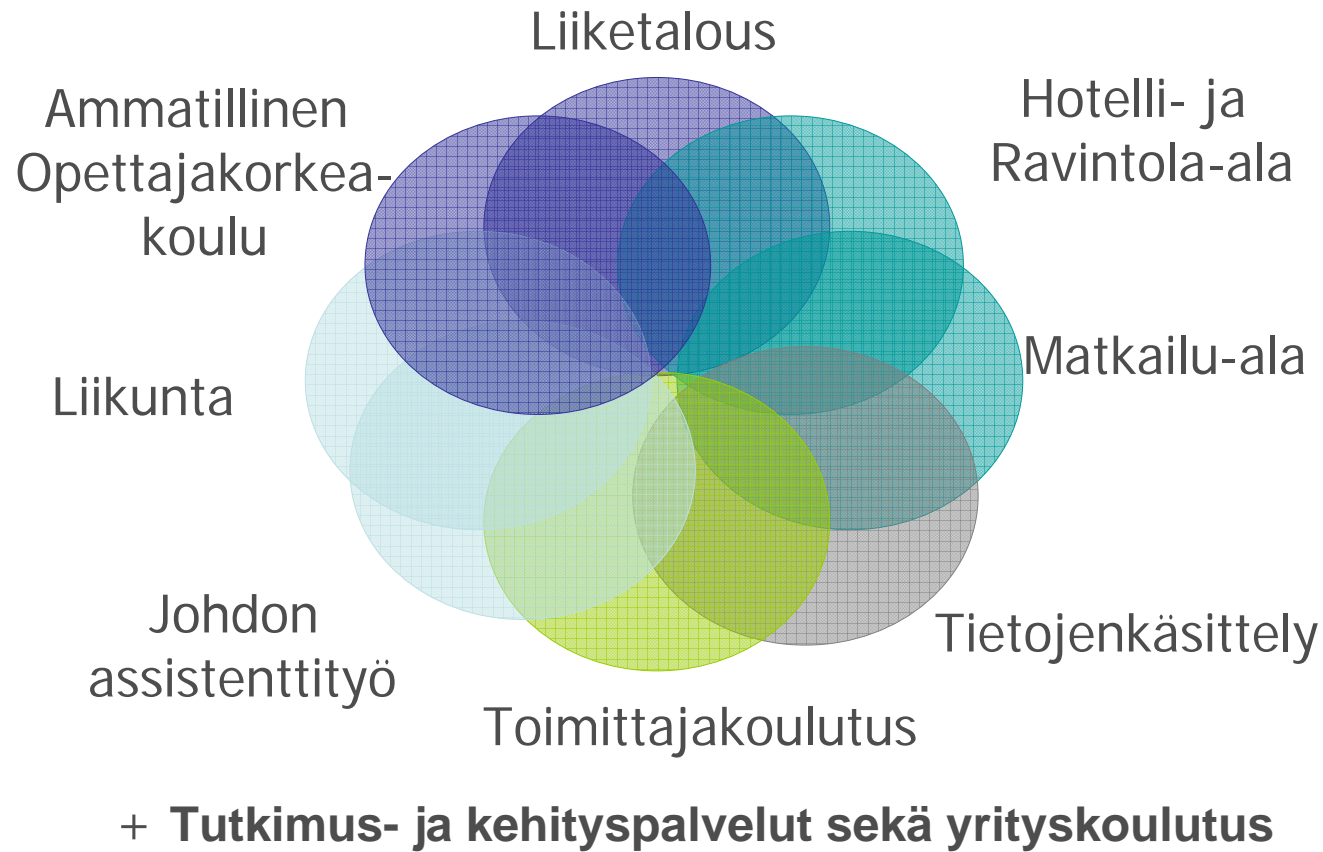 Liiketalous
Hotelli- ja
Ravintola-ala
Matkailu-ala
Tietojenkäsittely
Toimittajakoulutus
Johdon
assistenttityö
Liikunta
Ammatillinen
Opettajakorkea-
koulu
+ Tutkimus- ja kehityspalvelut sekä yrityskoulutus